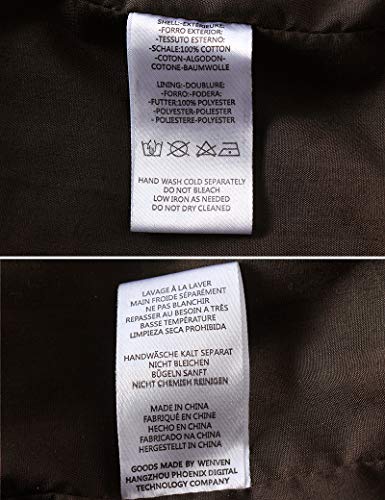 SHELL:-EXTERIEURE:
-FORRO EXTERIOR:
-TESSUTO ESTERNO:
-SCHALE:100% COTTON
-COTON-ALGODON-
COTONE-BAUMWOLLE
LINING:-DOUBLURE:
-FORRO:-FODERA:
-FUTTER:100% POLYESTER
-POLYESTER-POLYESTER
-POLIESTERE-POLYESTER
HAND WASH COLD SEPARATELY
DO NOT BLEACH
LOW IRON AS NEEDED
DO NOT DRY CLEANED
LAVAGE À LA LAVER
MAIN FROIDE SÉPARÉMENT
NE PAS BLANCHIR
REPASSER AU BESOIN A TRÈS
BASSE TEMPÉRATURE
LIMPIEZA SECA PROHIBIDA
HANDWÄSCHE KALT SEPARAT
NICHT BLEICHEN
BÜGELN SANFT
NICHT CHEMISH REINIGEN
MADE IN CHINA
FABRIQUÉ EN CHINE
HECHO EN CHINA
FABBRICADO NA CHINA
HERGESTELLT IN CHINA
GOODS MADE BY WENVEN
HANGZHOU PHOENIX DIGITAL
TECHNOLOGY COMPANY